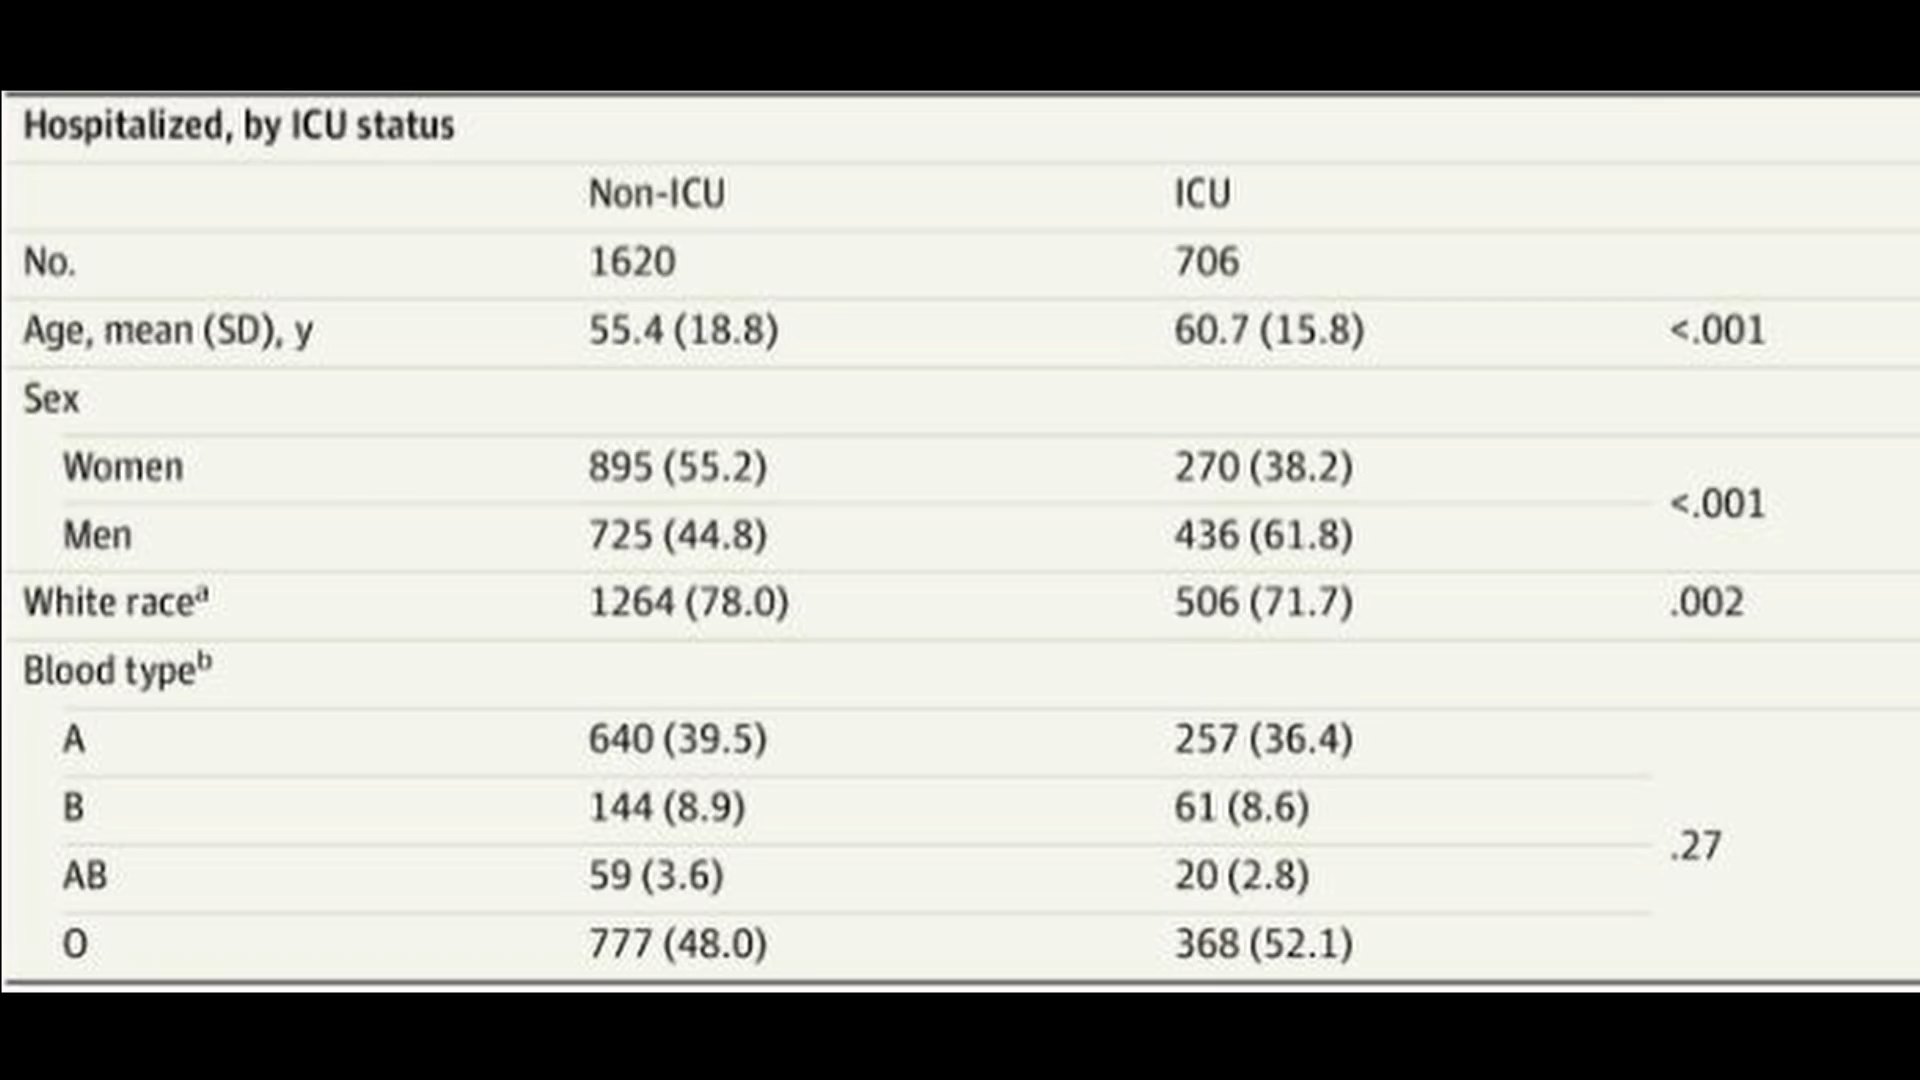 Hospitalized, by ICU status
Non-ICU ICU
No. 1620 706
Age, mean (SD), y 55.4 (18.8) 60.7 (15.8) <.001
Sex
Women 895 (55.2) 270 (38.2)
<.001
Men 725 (44.8) 436 (61.8)
White raceᵃ 1264 (78.0) 506 (71.7) .002
Blood typeᵇ
A 640 (39.5) 257 (36.4)
B 144 (8.9) 61 (8.6)
.27
AB 59 (3.6) 20 (2.8)
O 777 (48.0) 368 (52.1)